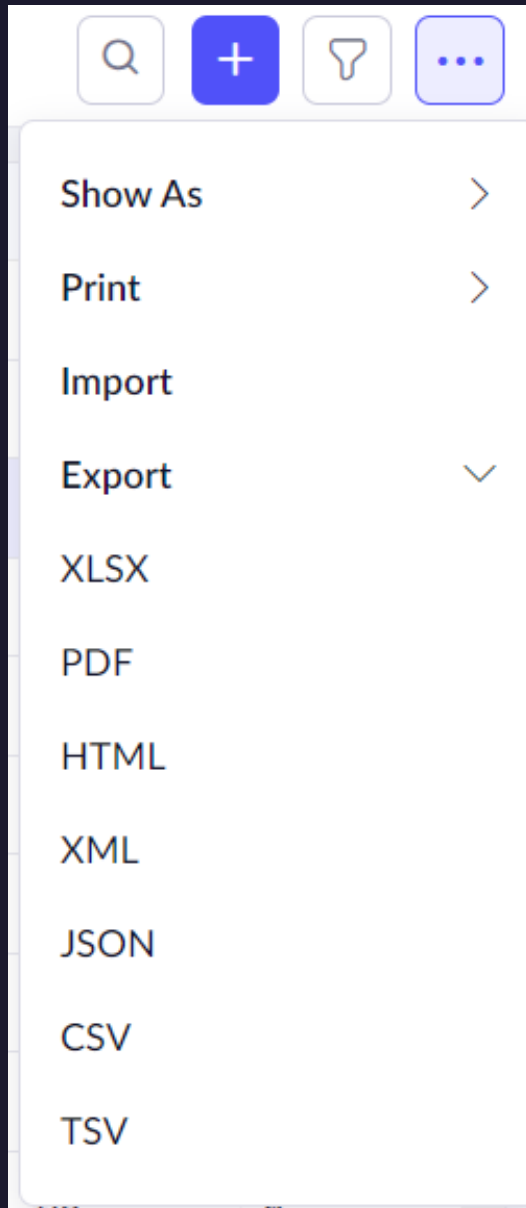 Show As
Print
Import
Export
XLSX
PDF
HTML
XML
JSON
CSV
TSV